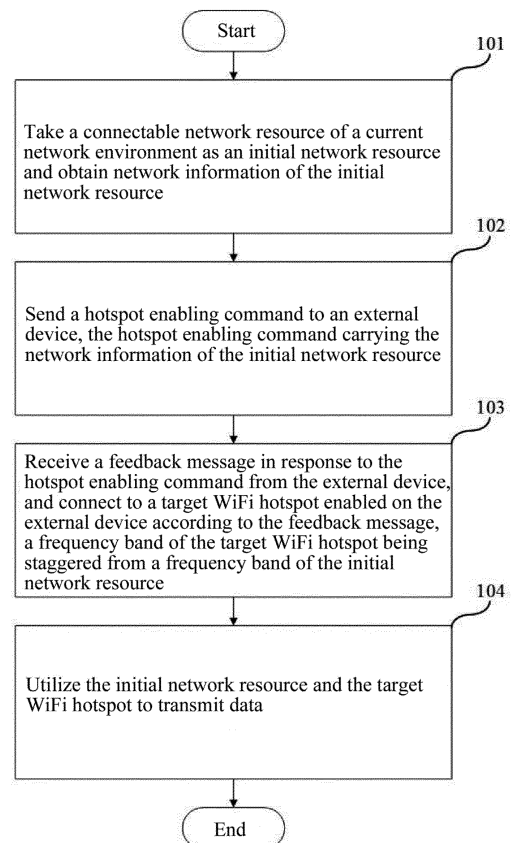 Start
101
Take a connectable network resource of a current
network environment as an initial network resource
and obtain network information of the initial
network resource
102
Send a hotspot enabling command to an external
device, the hotspot enabling command carrying the
network information of the initial network resource
103
Receive a feedback message in response to the
hotspot enabling command from the external device,
and connect to a target WiFi hotspot enabled on the
external device according to the feedback message,
a frequency band of the target WiFi hotspot being
staggered from a frequency band of the initial
network resource
104
Utilize the initial network resource and the target
WiFi hotspot to transmit data
End